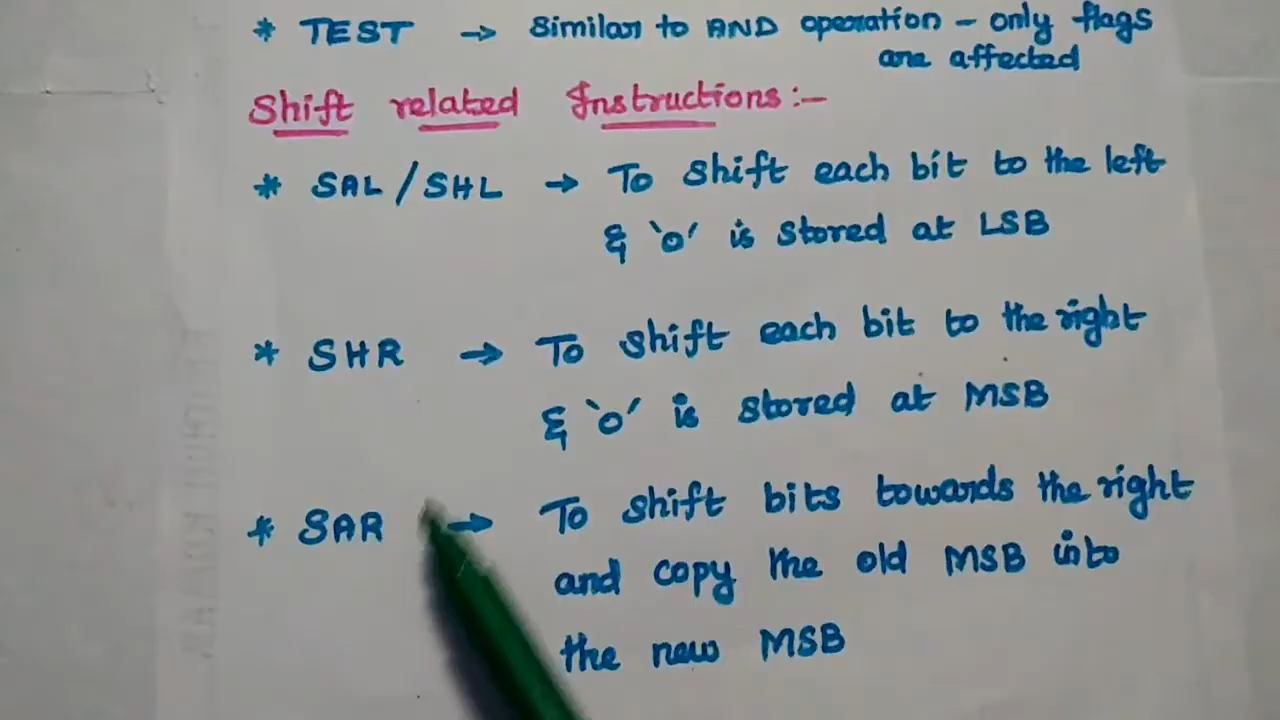 * TEST → Similar to AND operation – only flags
are affected
Shift related Instructions:–
* SAL/SHL → To shift each bit to the left
& 'o' is stored at LSB
* SHR → To shift each bit to the right
& 'o' is stored at MSB
* SAR → To shift bits towards the right
and copy the old MSB into
the new MSB